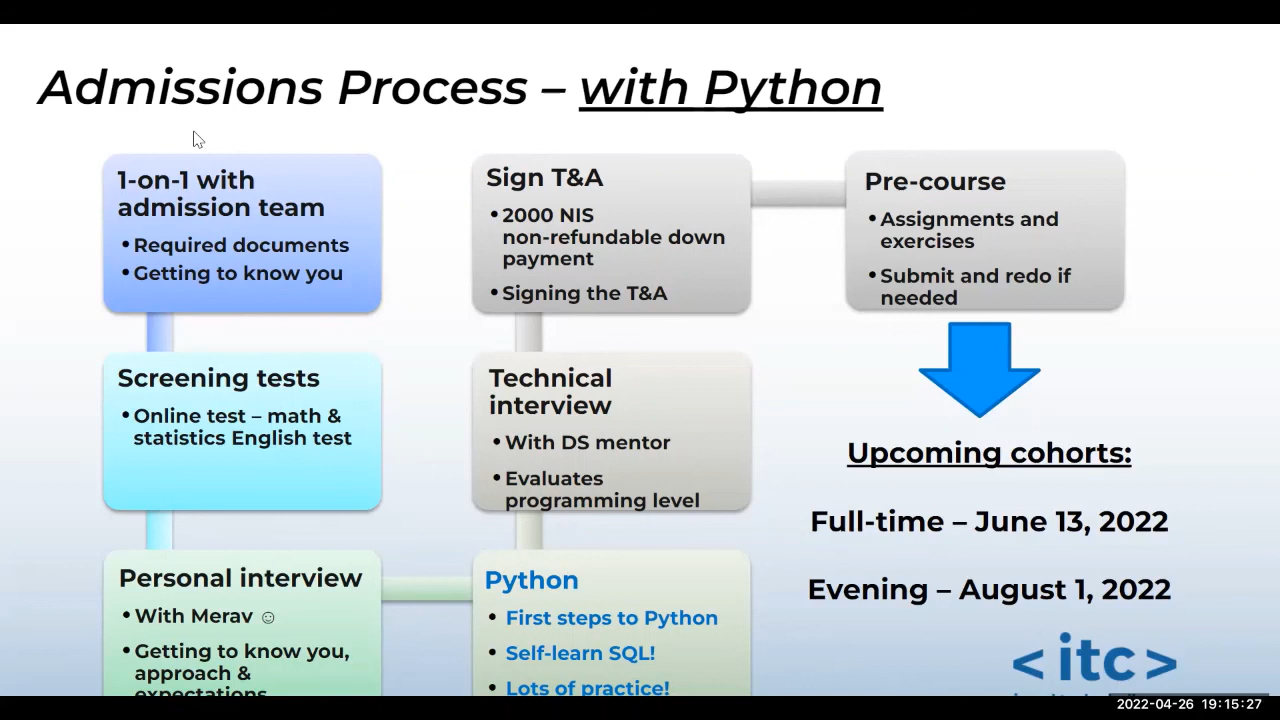 Admissions Process – with Python
1-on-1 with
admission team
• Required documents
• Getting to know you
Screening tests
• Online test – math &
statistics English test
Personal interview
• With Merav ☺
• Getting to know you,
approach &
expectations
Python
• First steps to Python
• Self-learn SQL!
• Lots of practice!
Technical
interview
• With DS mentor
• Evaluates
programming level
Sign T&A
• 2000 NIS
non-refundable down
payment
• Signing the T&A
Pre-course
• Assignments and
exercises
• Submit and redo if
needed
Upcoming cohorts:
Full-time – June 13, 2022
Evening – August 1, 2022
<itc>
2022-04-26 19:15:27